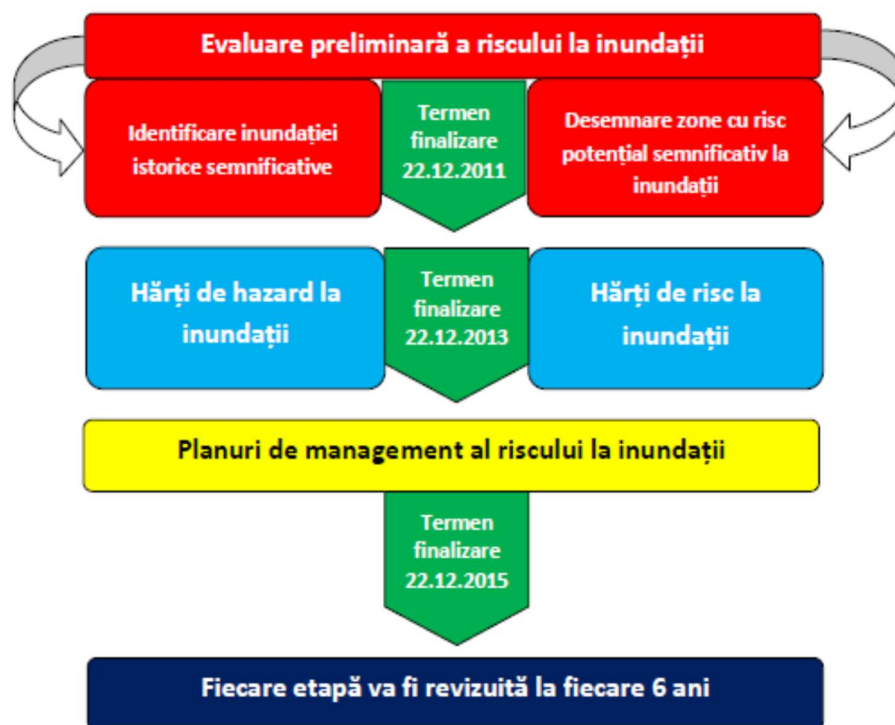 Evaluare preliminară a riscului la inundații
Identificare inundației
istorice semnificative
Termen
finalizare
22.12.2011
Desemnare zone cu risc
potențial semnificativ la
inundații
Hărți de hazard la
inundații
Termen
finalizare
22.12.2013
Hărți de risc la
inundații
Planuri de management al riscului la inundații
Termen
finalizare
22.12.2015
Fiecare etapă va fi revizuită la fiecare 6 ani